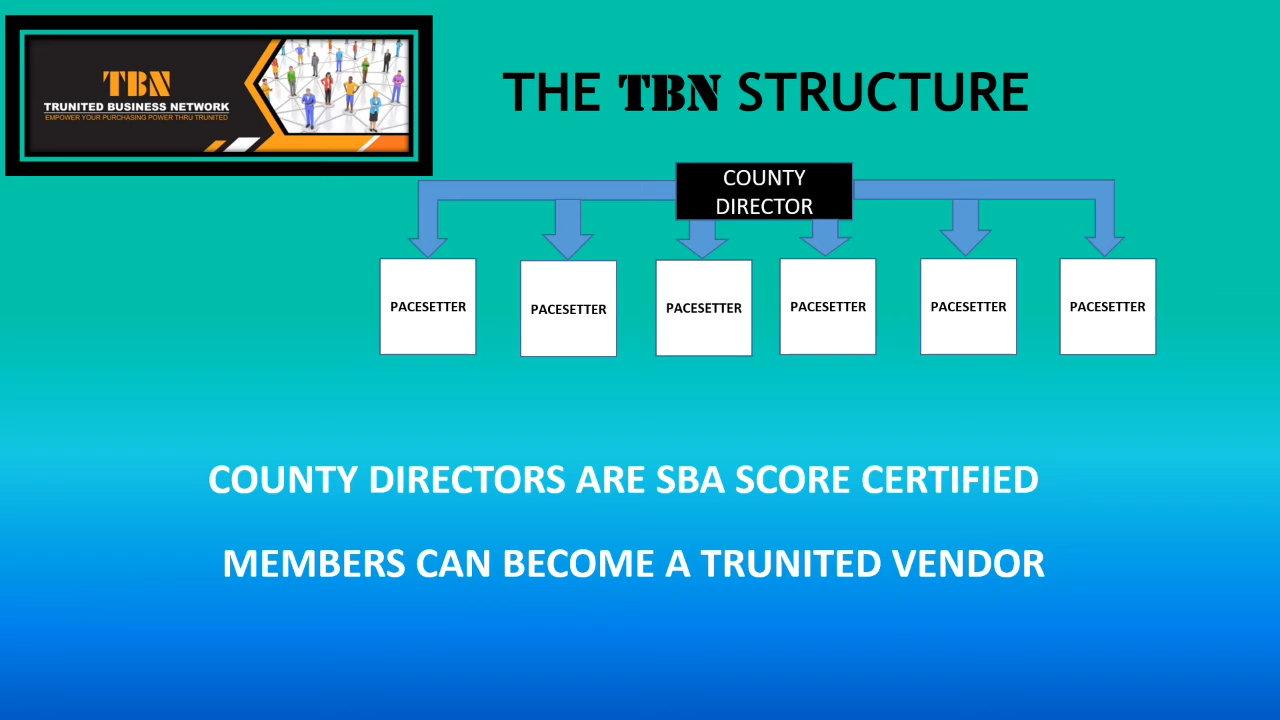 TBN
TRUNITED BUSINESS NETWORK
EMPOWER YOUR PURCHASING POWER THRU TRUNITED
THE TBN STRUCTURE
COUNTY
DIRECTOR
PACESETTER
PACESETTER
PACESETTER
PACESETTER
PACESETTER
PACESETTER
COUNTY DIRECTORS ARE SBA SCORE CERTIFIED
MEMBERS CAN BECOME A TRUNITED VENDOR